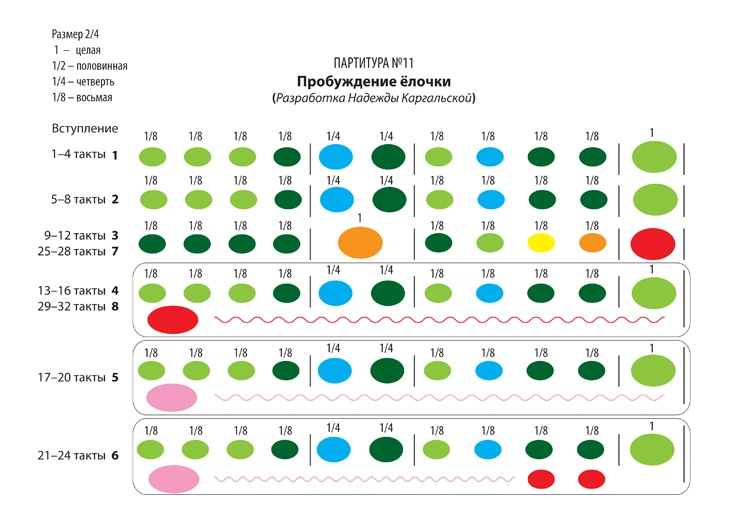 Размер 2/4
1 – целая
1/2 – половинная
1/4 – четверть
1/8 – восьмая
ПАРТИТУРА №11
Пробуждение ёлочки
(Разработка Надежды Каргальской)
Вступление
1/8 1/8 1/8 1/8 1/4 1/4 1/8 1/8 1/8 1/8 1
1–4 такты 1
1/8 1/8 1/8 1/8 1/4 1/4 1/8 1/8 1/8 1/8
5–8 такты 2
1/8 1/8 1/8 1/8 1 1/8 1/8 1/8 1/8
9–12 такты 3
25–28 такты 7
1/8 1/8 1/8 1/8 1/4 1/4 1/8 1/8 1/8 1/8 1
13–16 такты 4
29–32 такты 8
1/8 1/8 1/8 1/8 1/4 1/4 1/8 1/8 1/8 1/8 1
17–20 такты 5
1/8 1/8 1/8 1/8 1/4 1/4 1/8 1/8 1/8 1/8 1
21–24 такты 6